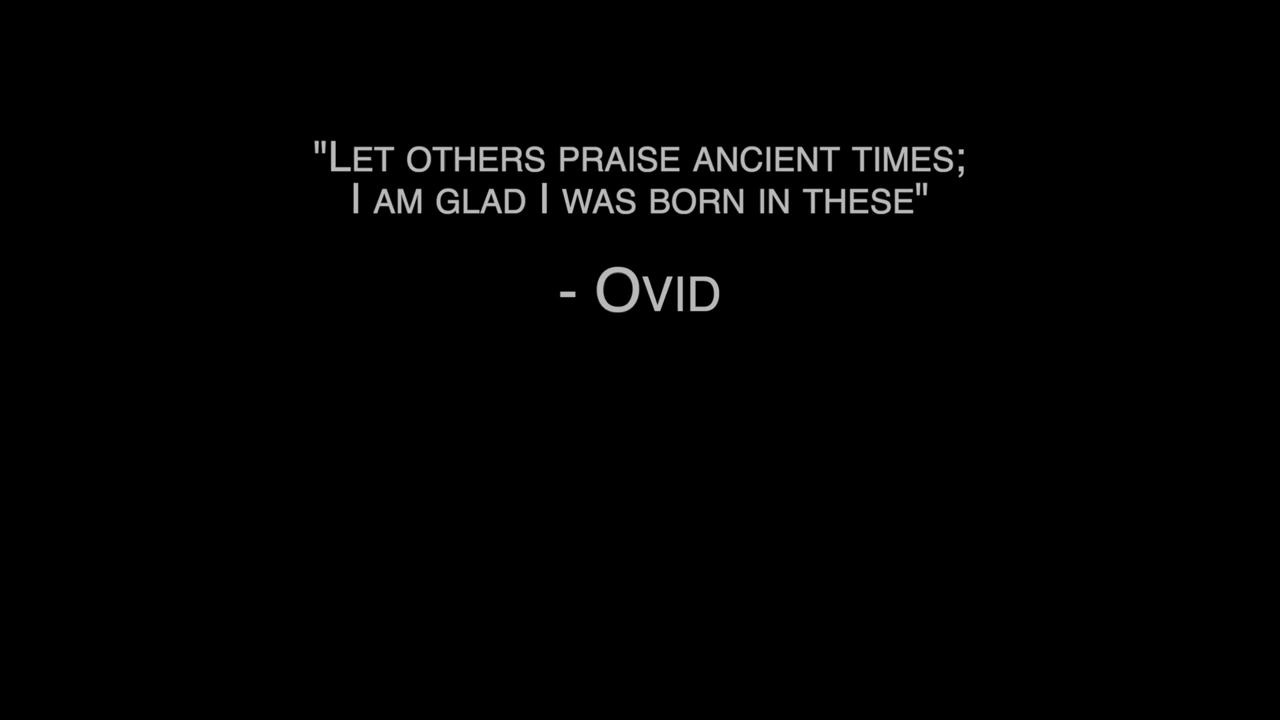 "Let others praise ancient times;
I am glad I was born in these"
- Ovid